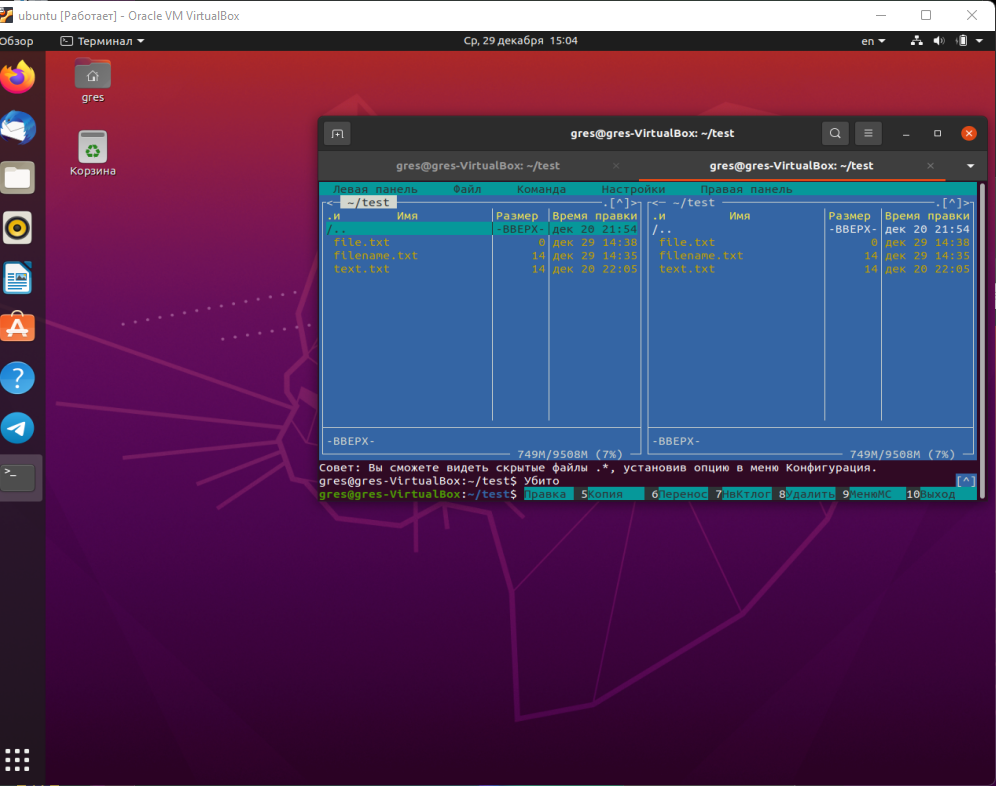 ubuntu [Работает] - Oracle VM VirtualBox
Обзор Терминал Ср, 29 декабря 15:04 en
gres
Корзина
gres@gres-VirtualBox: ~/test
gres@gres-VirtualBox: ~/test × gres@gres-VirtualBox: ~/test ×
Левая панель Файл Команда Настройки Правая панель
<─ ~/test .[^]> <─ ~/test .[^]>
.и Имя Размер Время правки .и Имя Размер Время правки
/.. -ВВЕРХ- дек 20 21:54 /.. -ВВЕРХ- дек 20 21:54
file.txt 0 дек 29 14:38 file.txt 0 дек 29 14:38
filename.txt 14 дек 29 14:35 filename.txt 14 дек 29 14:35
text.txt 14 дек 20 22:05 text.txt 14 дек 20 22:05
-ВВЕРХ- -ВВЕРХ-
749M/9508M (7%) 749M/9508M (7%)
Совет: Вы сможете видеть скрытые файлы .*, установив опцию в меню Конфигурация.
gres@gres-VirtualBox:~/test$ Убито [^]
gres@gres-VirtualBox:~/test$ Правка 5Копия 6Перенос 7НвКтлог 8Удалить 9МенюМС 10Выход